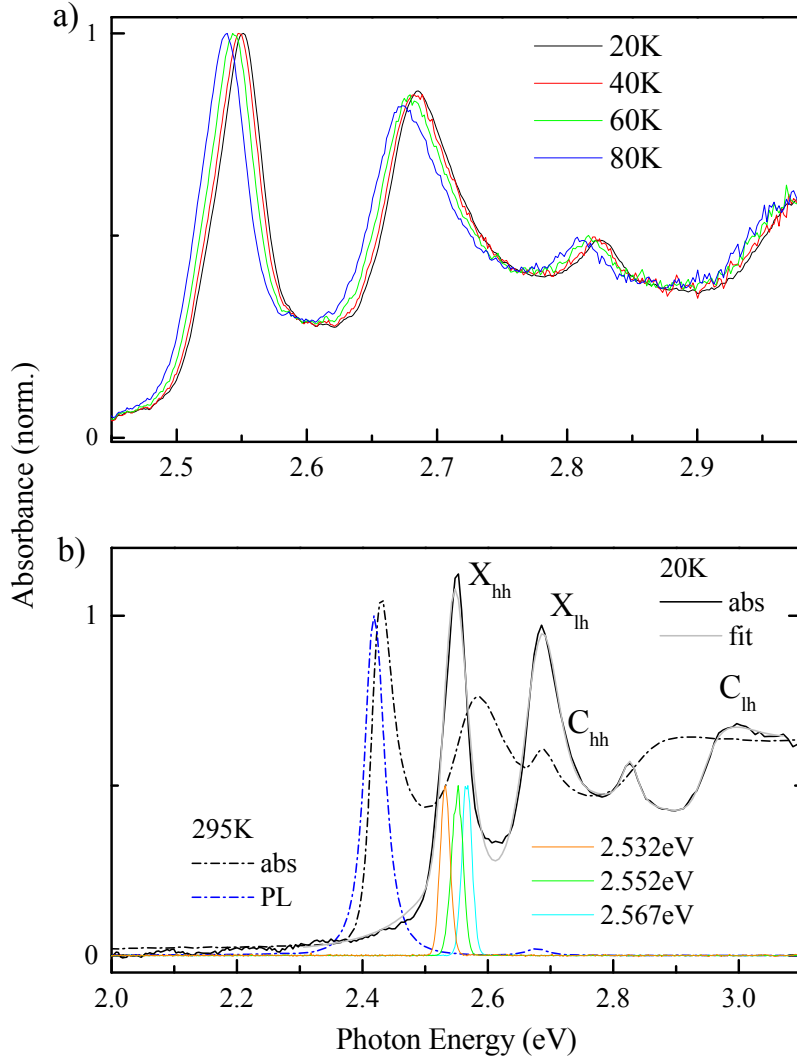 a)
1
0
20K
40K
60K
80K
2.5 2.6 2.7 2.8 2.9
Absorbance (norm.)
b)
1
0
X_hh
X_lh
C_hh
C_lh
20K
abs
fit
295K
abs
PL
2.532eV
2.552eV
2.567eV
2.0 2.2 2.4 2.6 2.8 3.0
Photon Energy (eV)